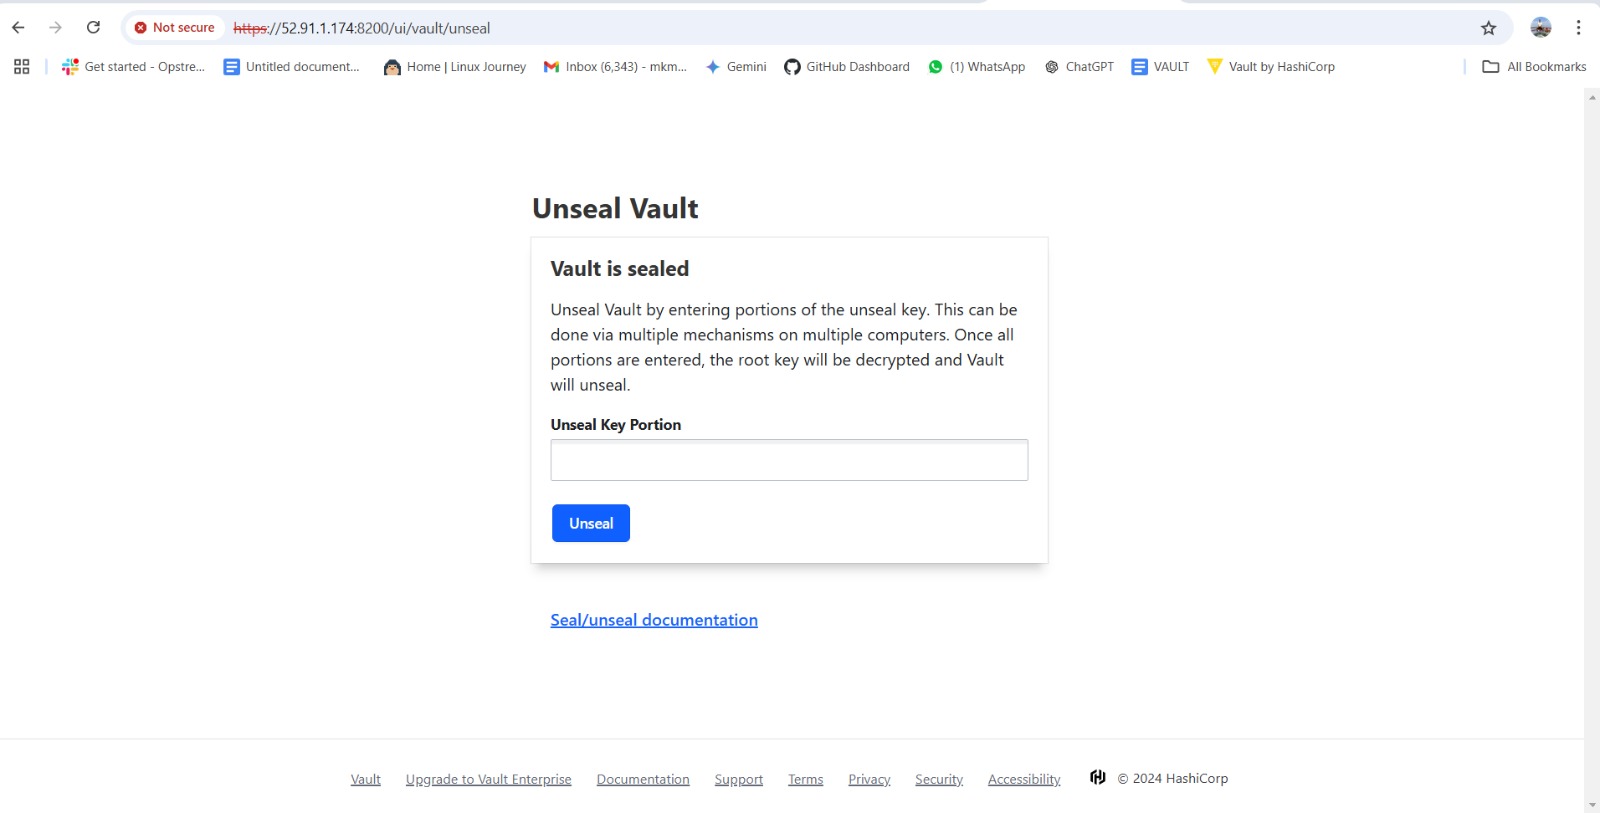 Not secure https://52.91.1.174:8200/ui/vault/unseal
Get started - Opstre... Untitled document... Home | Linux Journey Inbox (6,343) - mkm... Gemini GitHub Dashboard (1) WhatsApp ChatGPT VAULT Vault by HashiCorp All Bookmarks
Unseal Vault
Vault is sealed
Unseal Vault by entering portions of the unseal key. This can be
done via multiple mechanisms on multiple computers. Once all
portions are entered, the root key will be decrypted and Vault
will unseal.
Unseal Key Portion
Unseal
Seal/unseal documentation
Vault Upgrade to Vault Enterprise Documentation Support Terms Privacy Security Accessibility © 2024 HashiCorp